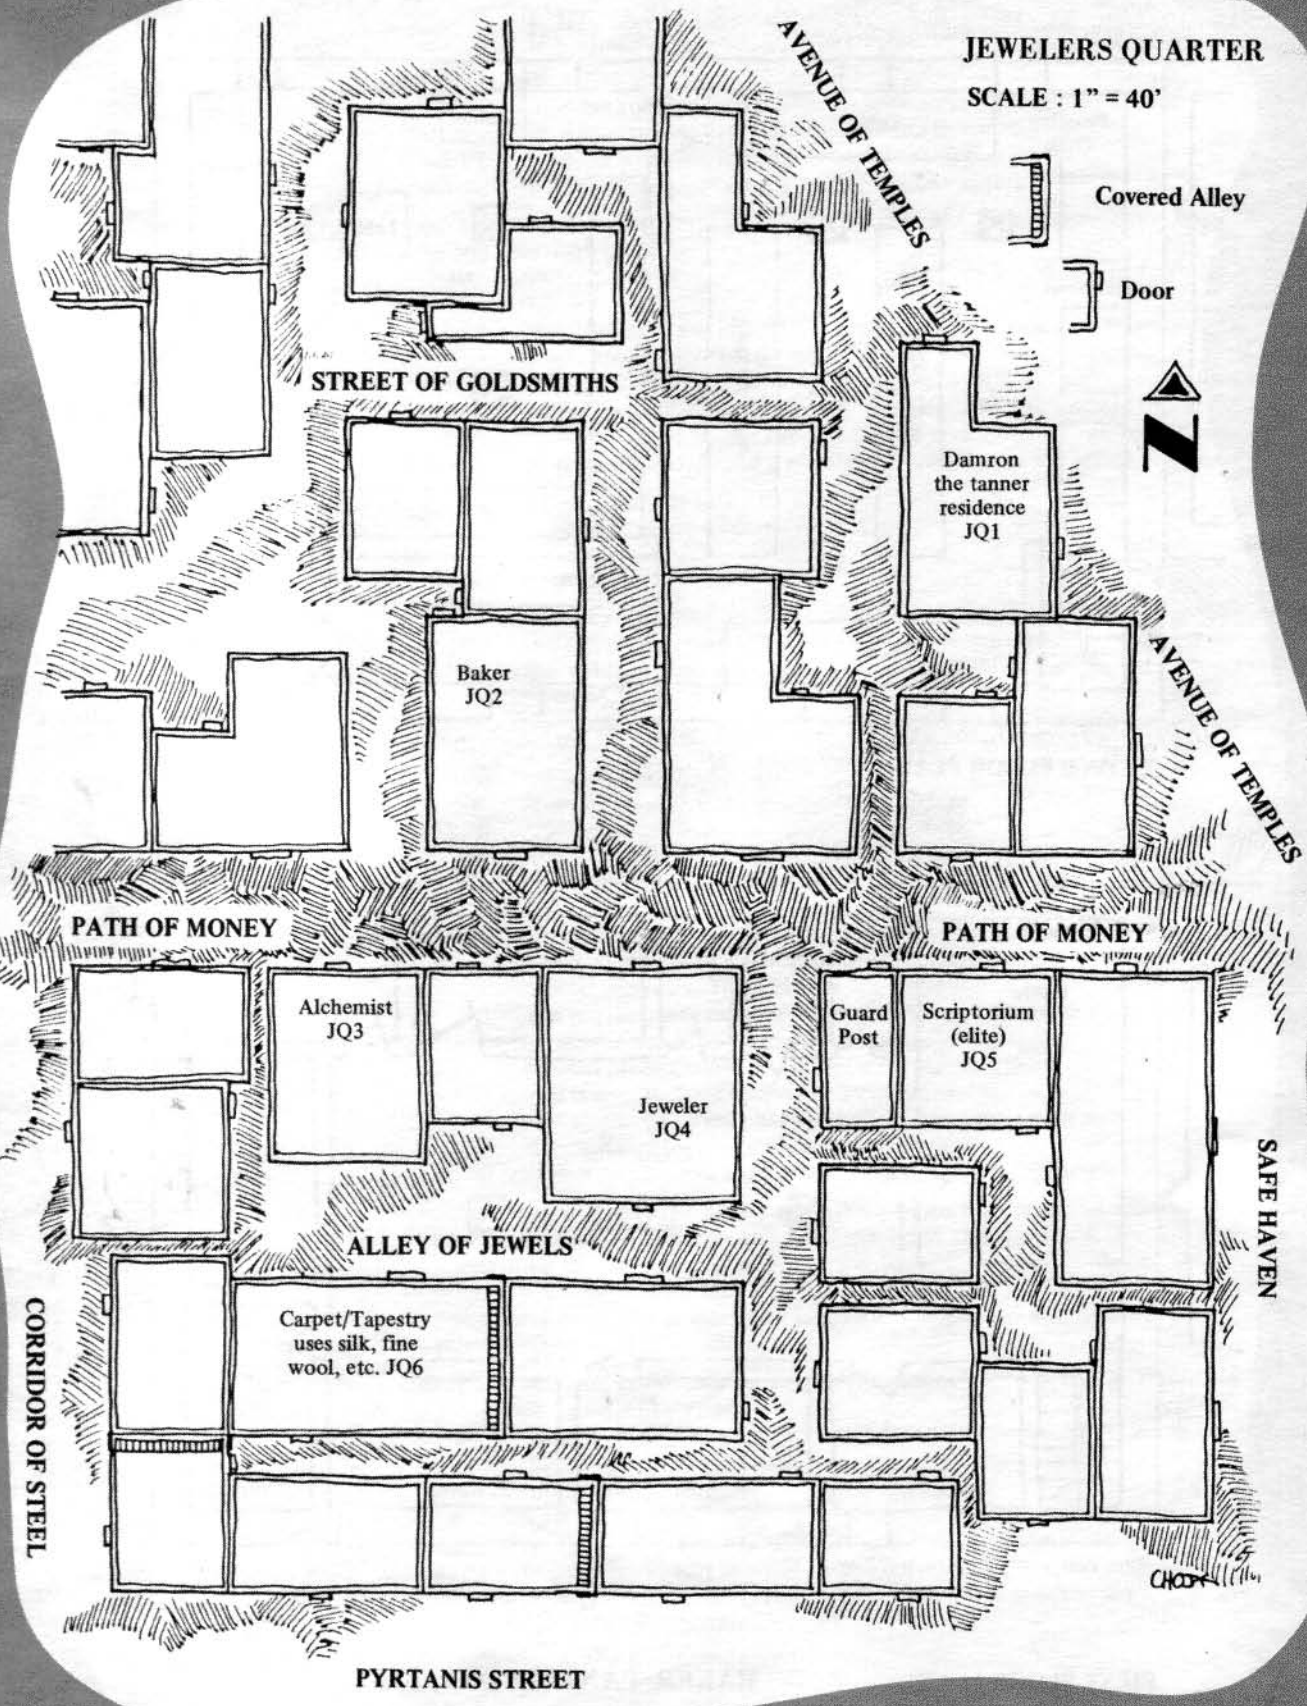 JEWELERS QUARTER
SCALE : 1" = 40'
Covered Alley
Door
N
AVENUE OF TEMPLES
STREET OF GOLDSMITHS
Damron
the tanner
residence
JQ1
Baker
JQ2
AVENUE OF TEMPLES
PATH OF MONEY
PATH OF MONEY
Alchemist
JQ3
Jeweler
JQ4
Guard
Post
Scriptorium
(elite)
JQ5
SAFE HAVEN
ALLEY OF JEWELS
Carpet/Tapestry
uses silk, fine
wool, etc. JQ6
CORRIDOR OF STEEL
PYRTANIS STREET